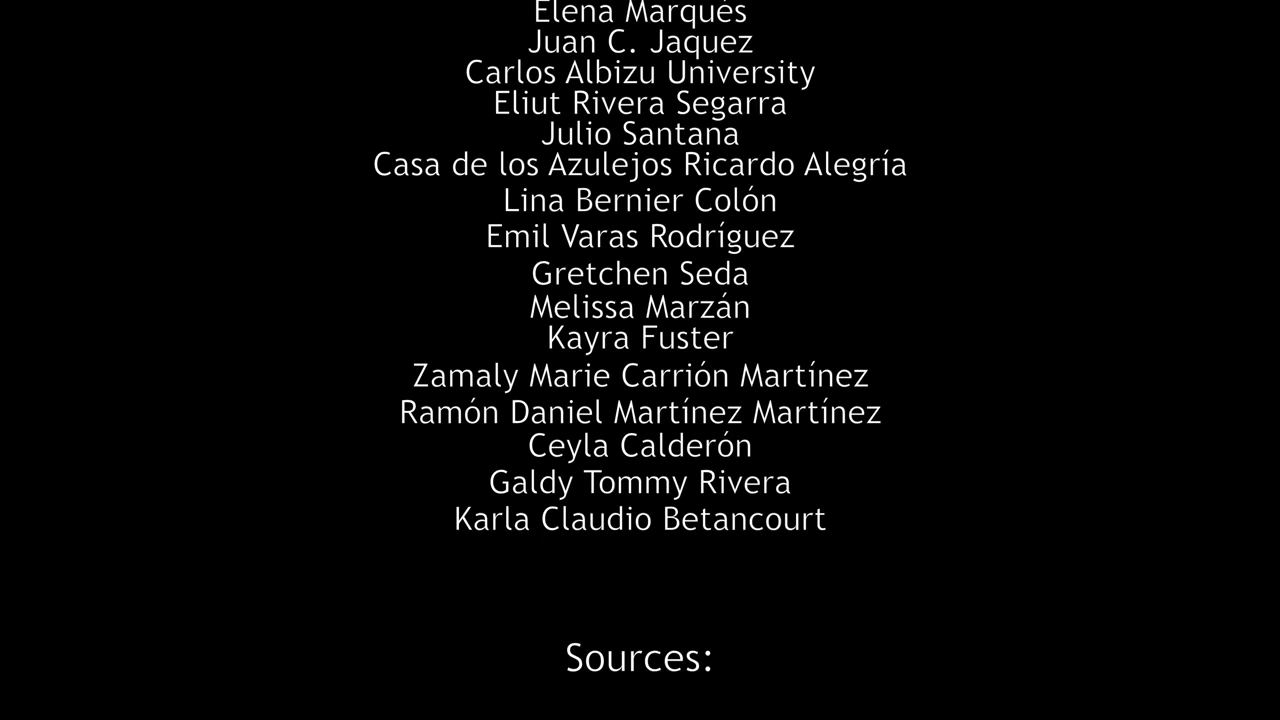 Elena Marqués
Juan C. Jaquez
Carlos Albizu University
Eliut Rivera Segarra
Julio Santana
Casa de los Azulejos Ricardo Alegría
Lina Bernier Colón
Emil Varas Rodríguez
Gretchen Seda
Melissa Marzán
Kayra Fuster
Zamaly Marie Carrión Martínez
Ramón Daniel Martínez Martínez
Ceyla Calderón
Galdy Tommy Rivera
Karla Claudio Betancourt
Sources: